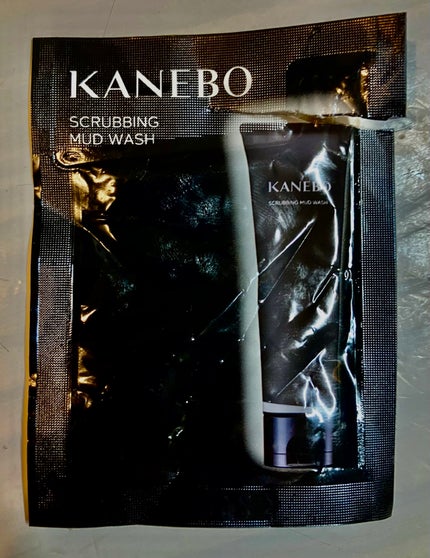 KANEBO
SCRUBBING
MUD WASH
KANEBO
SCRUBBING MUD WASH